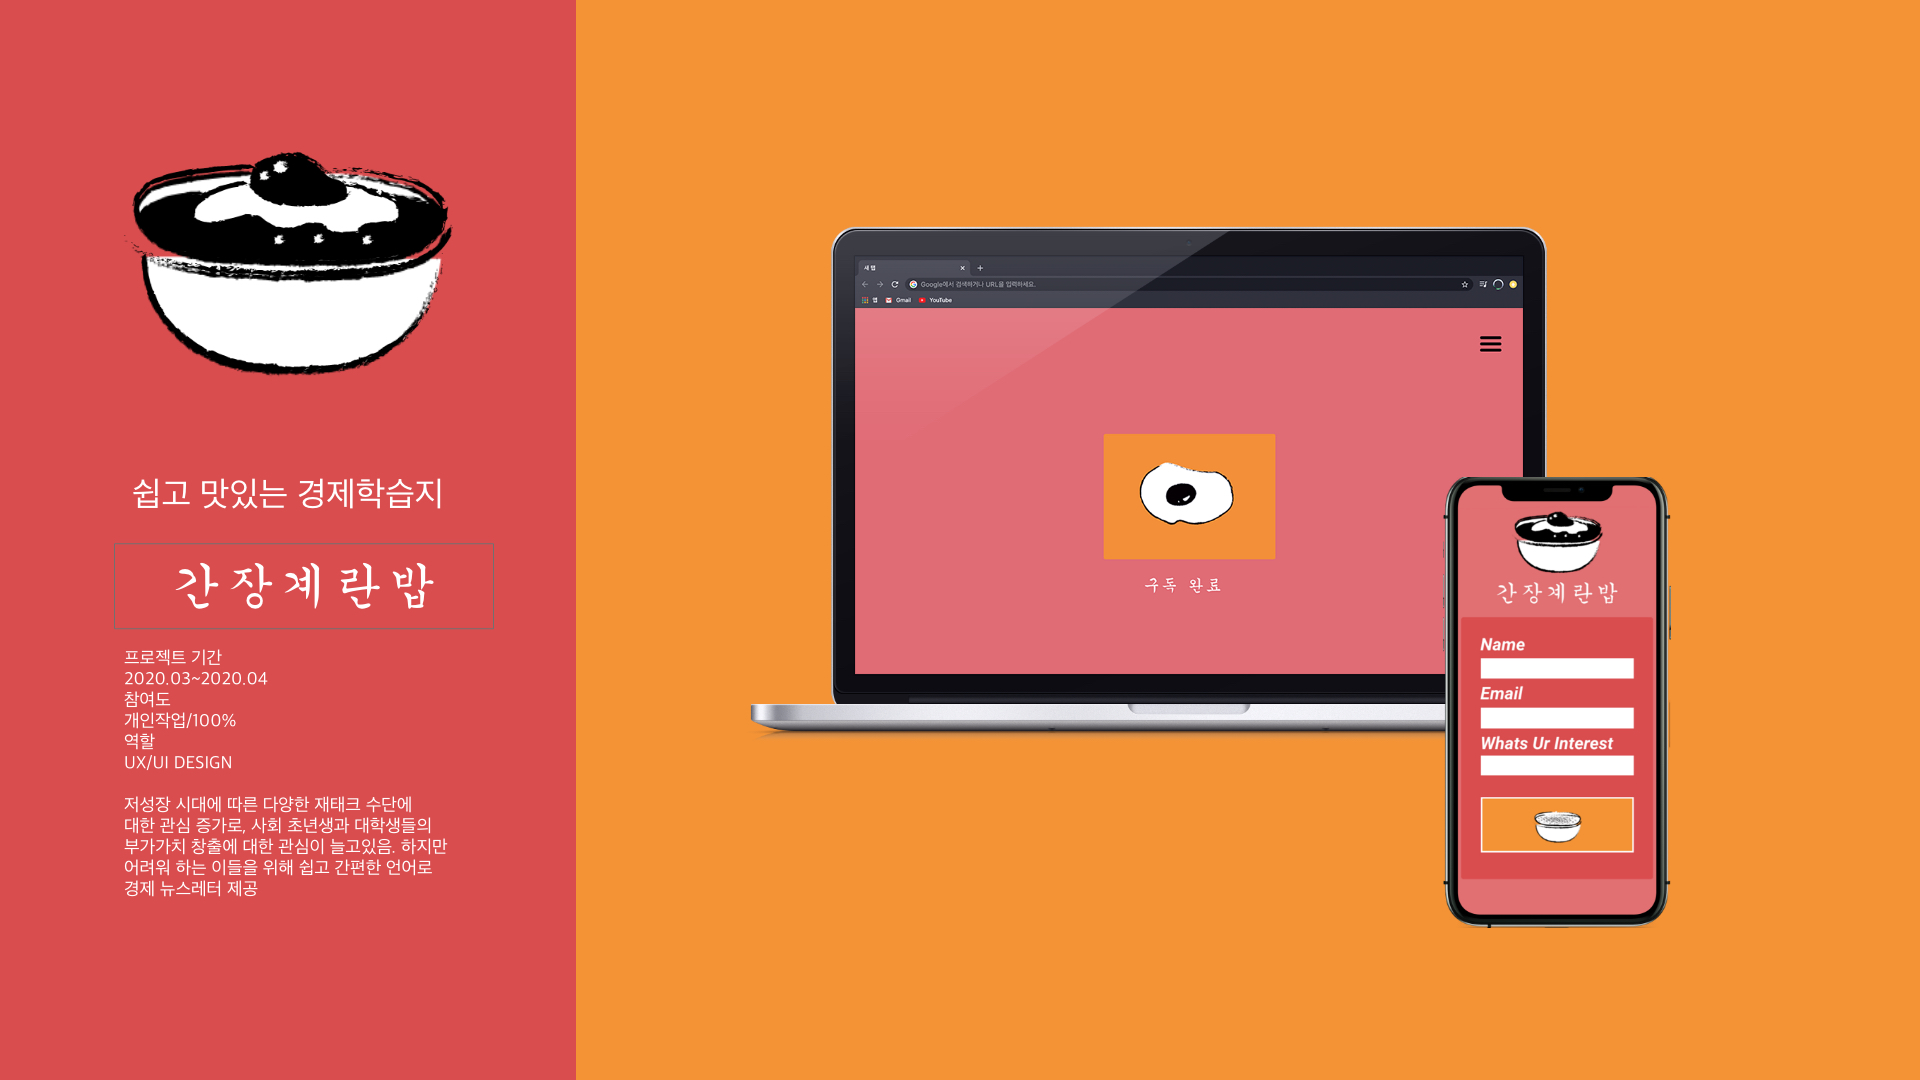 쉽고 맛있는 경제학습지
간장계란밥
프로젝트 기간
2020.03~2020.04
참여도
개인작업/100%
역할
UX/UI DESIGN
저성장 시대에 따른 다양한 재태크 수단에
대한 관심 증가로, 사회 초년생과 대학생들의
부가가치 창출에 대한 관심이 늘고있음. 하지만
어려워 하는 이들을 위해 쉽고 간편한 언어로
경제 뉴스레터 제공
새 탭
Google에서 검색하거나 URL을 입력하세요.
앱 Gmail YouTube
구독 완료
간장계란밥
Name
Email
Whats Ur Interest